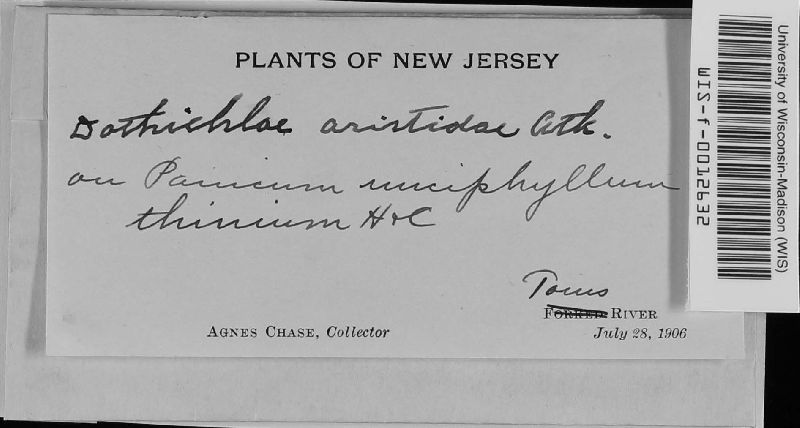 PLANTS OF NEW JERSEY
Dothichloe aristidae Atk.
on Panicum unciphyllum
thinium H & C
Toms
FORKED RIVER
AGNES CHASE, Collector
July 28, 1906
University of Wisconsin-Madison (WIS)
WIS-f-0012632